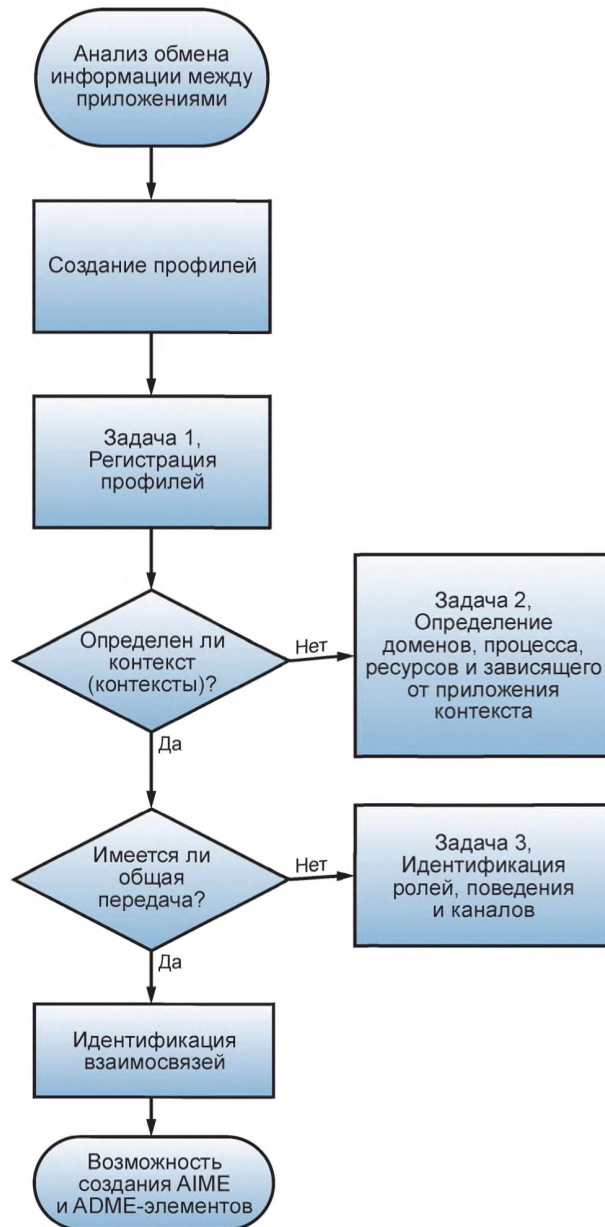 Анализ обмена
информации между
приложениями
Создание профилей
Задача 1,
Регистрация
профилей
Определен ли
контекст
(контексты)?
Нет
Задача 2,
Определение
доменов, процесса,
ресурсов и зависящего
от приложения
контекста
Да
Имеется ли
общая
передача?
Нет
Задача 3,
Идентификация
ролей, поведения
и каналов
Да
Идентификация
взаимосвязей
Возможность
создания AIME
и ADME-элементов